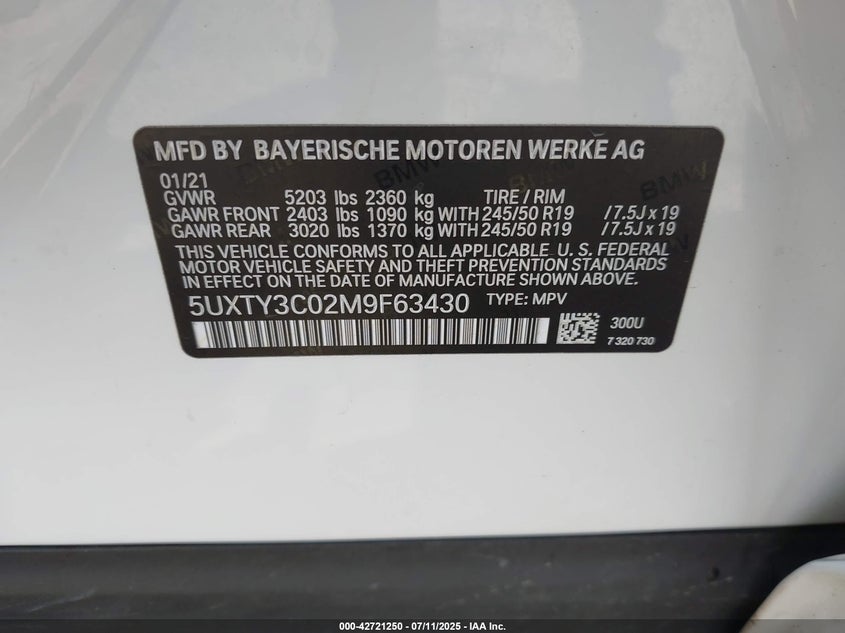 MFD BY BAYERISCHE MOTOREN WERKE AG
01/21
GVWR 5203 lbs 2360 kg TIRE / RIM
GAWR FRONT 2403 lbs 1090 kg WITH 245/50 R19 / 7.5J x 19
GAWR REAR 3020 lbs 1370 kg WITH 245/50 R19 / 7.5J x 19
THIS VEHICLE CONFORMS TO ALL APPLICABLE U. S. FEDERAL
MOTOR VEHICLE SAFETY AND THEFT PREVENTION STANDARDS
IN EFFECT ON THE DATE OF MANUFACTURE SHOWN ABOVE.
5UXTY3C02M9F63430 TYPE: MPV
300U
7 320 730
BMW
BMW
000-42721250 - 07/11/2025 - IAA Inc.